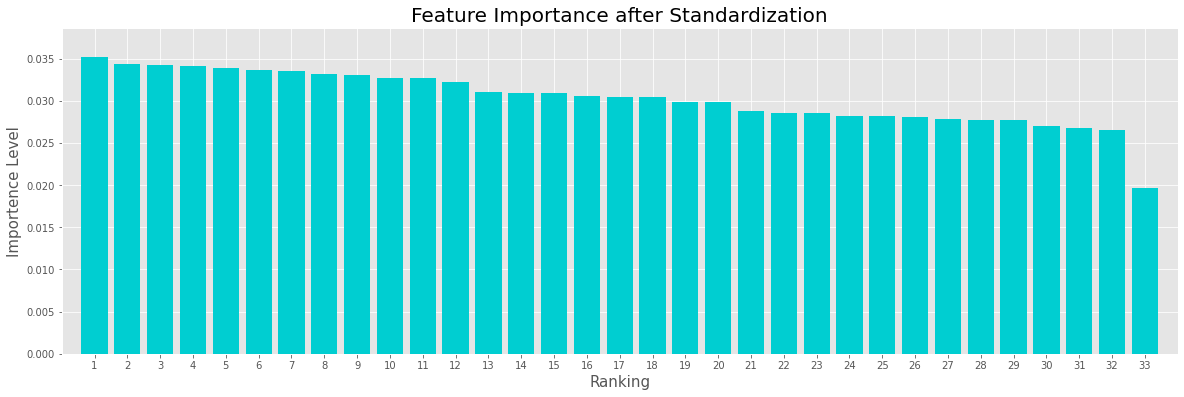 Feature Importance after Standardization
Importence Level
0.035
0.030
0.025
0.020
0.015
0.010
0.005
0.000
1 2 3 4 5 6 7 8 9 10 11 12 13 14 15 16 17 18 19 20 21 22 23 24 25 26 27 28 29 30 31 32 33
Ranking